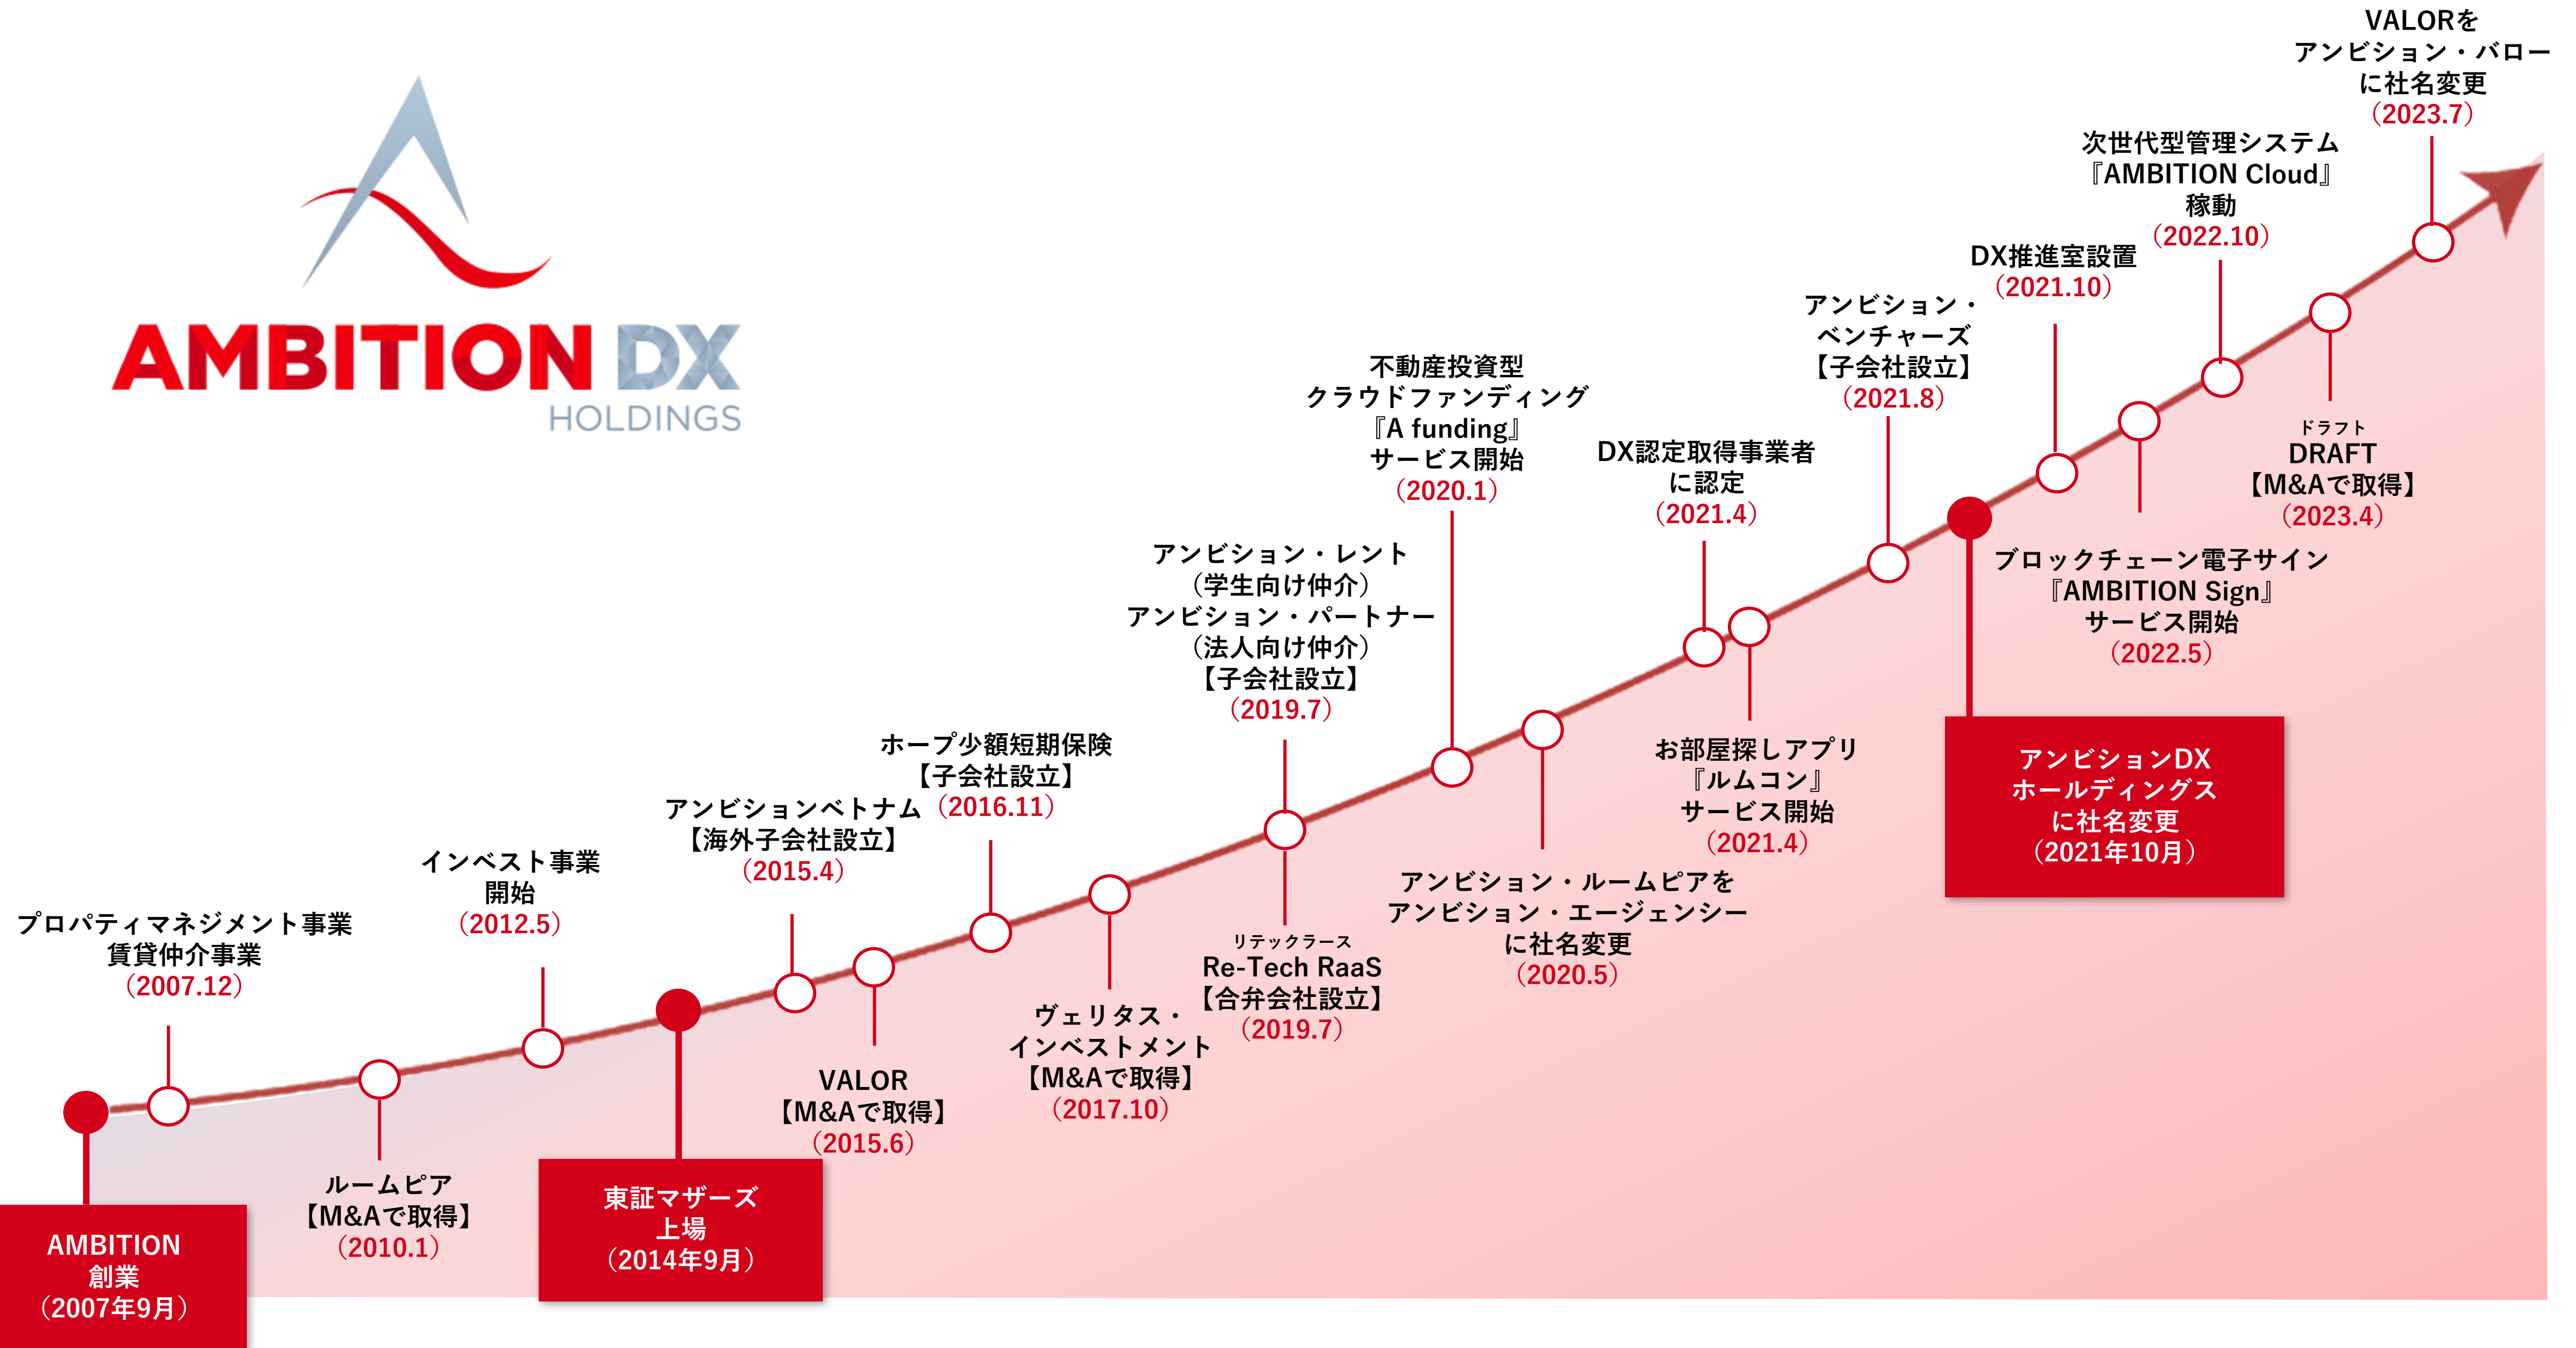 AMBITION DX
HOLDINGS
AMBITION
創業
（2007年9月）
プロパティマネジメント事業
賃貸仲介事業
（2007.12）
ルームピア
【M&Aで取得】
（2010.1）
インベスト事業
開始
（2012.5）
東証マザーズ
上場
（2014年9月）
アンビションベトナム
【海外子会社設立】
（2015.4）
VALOR
【M&Aで取得】
（2015.6）
ホープ少額短期保険
【子会社設立】
（2016.11）
ヴェリタス・
インベストメント
【M&Aで取得】
（2017.10）
アンビション・レント
（学生向け仲介）
アンビション・パートナー
（法人向け仲介）
【子会社設立】
（2019.7）
リテックラース
Re-Tech RaaS
【合弁会社設立】
（2019.7）
不動産投資型
クラウドファンディング
『A funding』
サービス開始
（2020.1）
アンビション・ルームピアを
アンビション・エージェンシー
に社名変更
（2020.5）
DX認定取得事業者
に認定
（2021.4）
お部屋探しアプリ
『ルムコン』
サービス開始
（2021.4）
アンビション・
ベンチャーズ
【子会社設立】
（2021.8）
アンビションDX
ホールディングス
に社名変更
（2021年10月）
DX推進室設置
（2021.10）
ブロックチェーン電子サイン
『AMBITION Sign』
サービス開始
（2022.5）
次世代型管理システム
『AMBITION Cloud』
稼動
（2022.10）
ドラフト
DRAFT
【M&Aで取得】
（2023.4）
VALORを
アンビション・バロー
に社名変更
（2023.7）